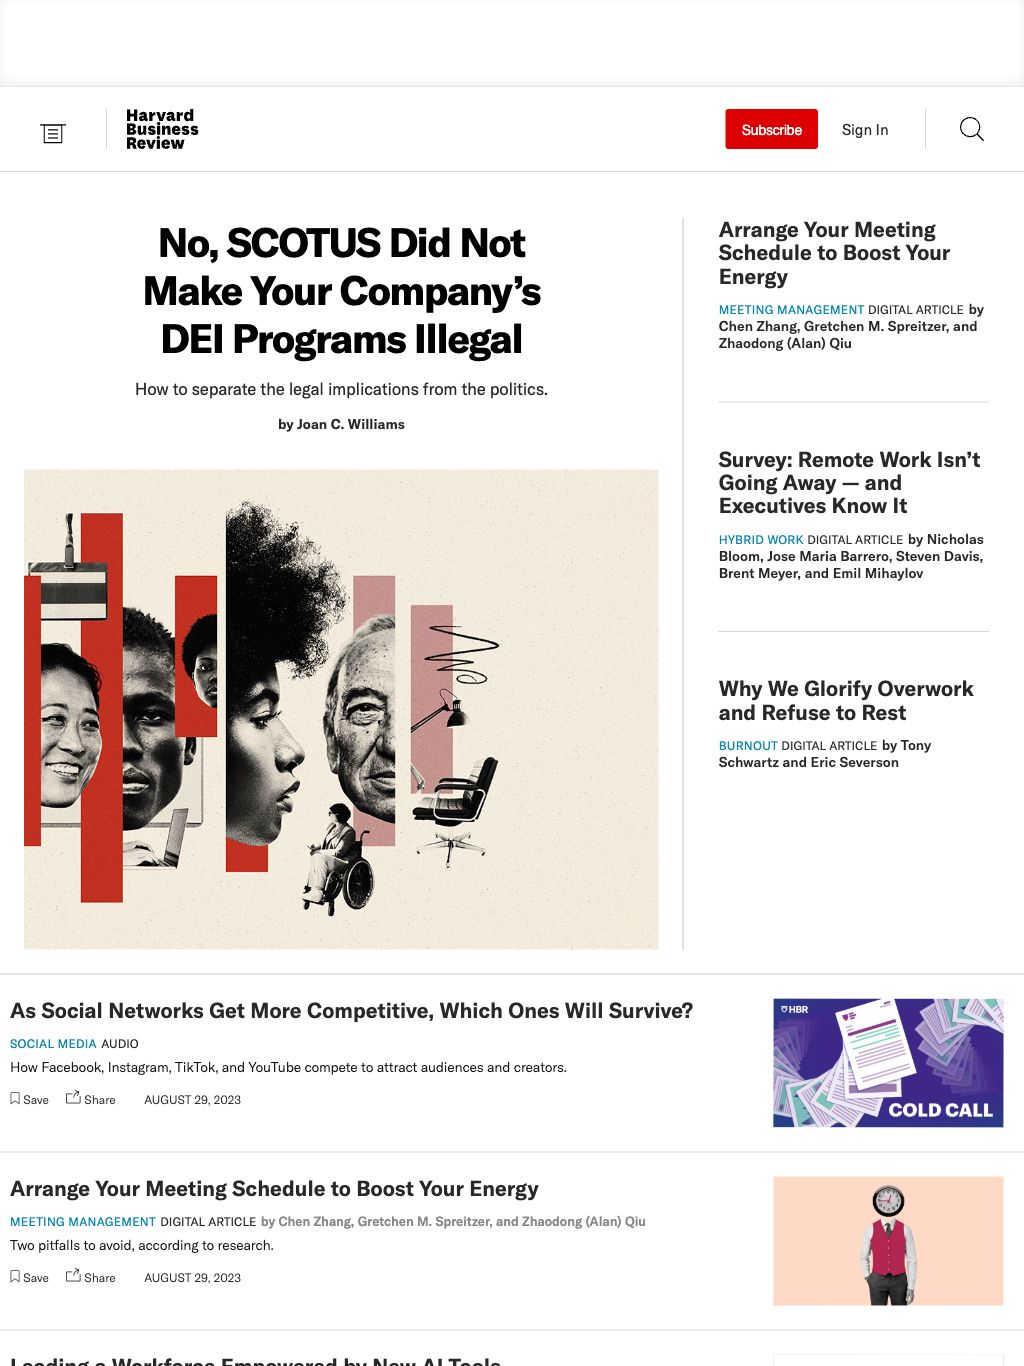 Harvard
Business
Review
Subscribe
Sign In
No, SCOTUS Did Not
Make Your Company’s
DEI Programs Illegal
How to separate the legal implications from the politics.
by Joan C. Williams
Arrange Your Meeting
Schedule to Boost Your
Energy
MEETING MANAGEMENT DIGITAL ARTICLE by
Chen Zhang, Gretchen M. Spreitzer, and
Zhaodong (Alan) Qiu
Survey: Remote Work Isn’t
Going Away — and
Executives Know It
HYBRID WORK DIGITAL ARTICLE by Nicholas
Bloom, Jose Maria Barrero, Steven Davis,
Brent Meyer, and Emil Mihaylov
Why We Glorify Overwork
and Refuse to Rest
BURNOUT DIGITAL ARTICLE by Tony
Schwartz and Eric Severson
As Social Networks Get More Competitive, Which Ones Will Survive?
SOCIAL MEDIA AUDIO
How Facebook, Instagram, TikTok, and YouTube compete to attract audiences and creators.
Save Share AUGUST 29, 2023
HBR
COLD CALL
Arrange Your Meeting Schedule to Boost Your Energy
MEETING MANAGEMENT DIGITAL ARTICLE by Chen Zhang, Gretchen M. Spreitzer, and Zhaodong (Alan) Qiu
Two pitfalls to avoid, according to research.
Save Share AUGUST 29, 2023
Leading a Workforce Empowered by New AI Tools